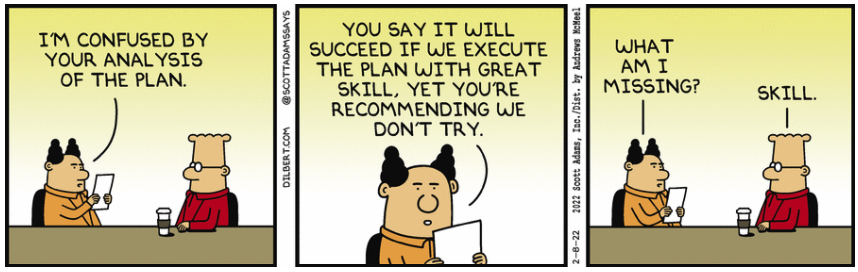 I'M CONFUSED BY
YOUR ANALYSIS
OF THE PLAN.
DILBERT.COM @SCOTTADAMSSAYS
YOU SAY IT WILL
SUCCEED IF WE EXECUTE
THE PLAN WITH GREAT
SKILL, YET YOU'RE
RECOMMENDING WE
DON'T TRY.
2-8-22 2022 Scott Adams, Inc./Dist. by Andrews McMeel
WHAT
AM I
MISSING?
SKILL.